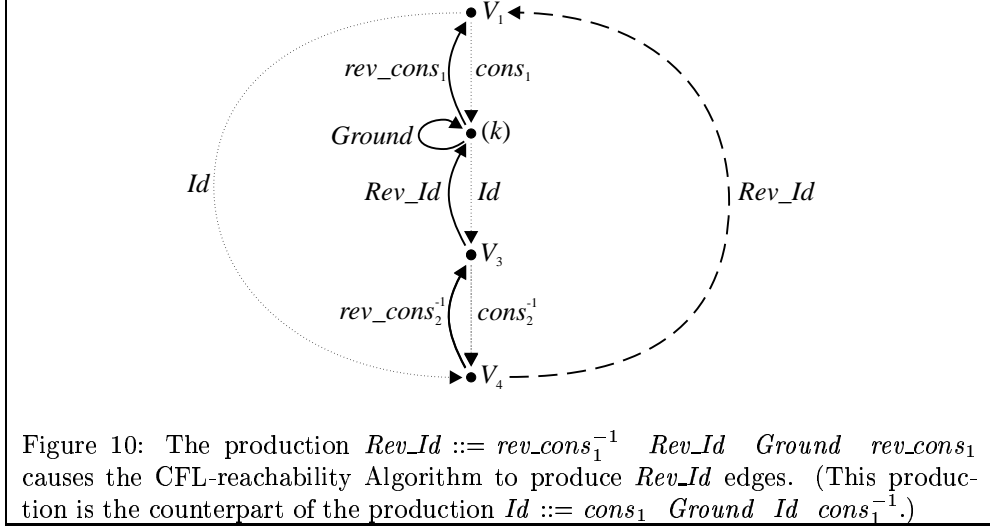 V₁
rev_cons₁ cons₁
Ground (k)
Id Rev_Id Id Rev_Id
V₃
rev_cons₂⁻¹ cons₂⁻¹
V₄
Figure 10: The production Rev_Id ::= rev_cons₁⁻¹ Rev_Id Ground rev_cons₁
causes the CFL-reachability Algorithm to produce Rev_Id edges. (This produc-
tion is the counterpart of the production Id ::= cons₁ Ground Id cons₁⁻¹.)